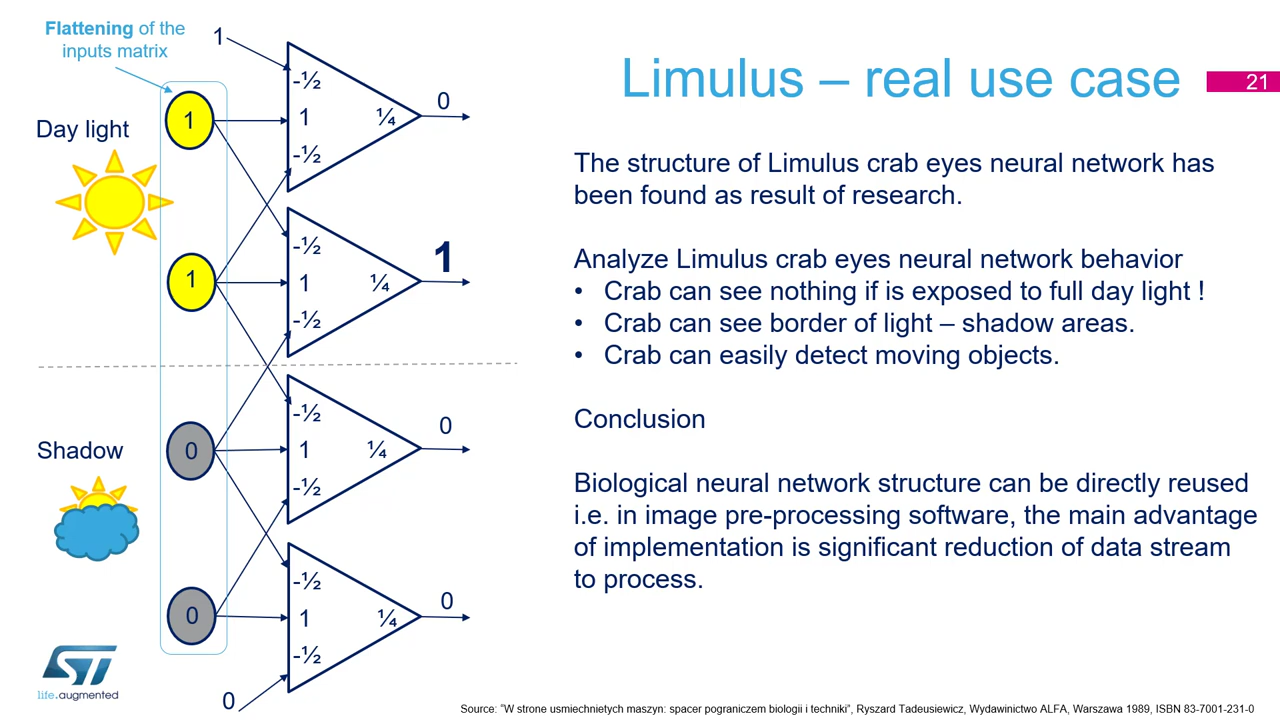 Flattening of the
inputs matrix
Limulus – real use case
21
Day light
Shadow
1
1
1
0
0
0
-½
1
-½
¼
0
-½
1
-½
¼
1
-½
1
-½
¼
0
-½
1
-½
¼
0
The structure of Limulus crab eyes neural network has
been found as result of research.
Analyze Limulus crab eyes neural network behavior
• Crab can see nothing if is exposed to full day light !
• Crab can see border of light – shadow areas.
• Crab can easily detect moving objects.
Conclusion
Biological neural network structure can be directly reused
i.e. in image pre-processing software, the main advantage
of implementation is significant reduction of data stream
to process.
ST
life.augmented
Source: "W strone usmiechnietych maszyn: spacer pograniczem biologii i techniki", Ryszard Tadeusiewicz, Wydawinictwo ALFA, Warszawa 1989, ISBN 83-7001-231-0